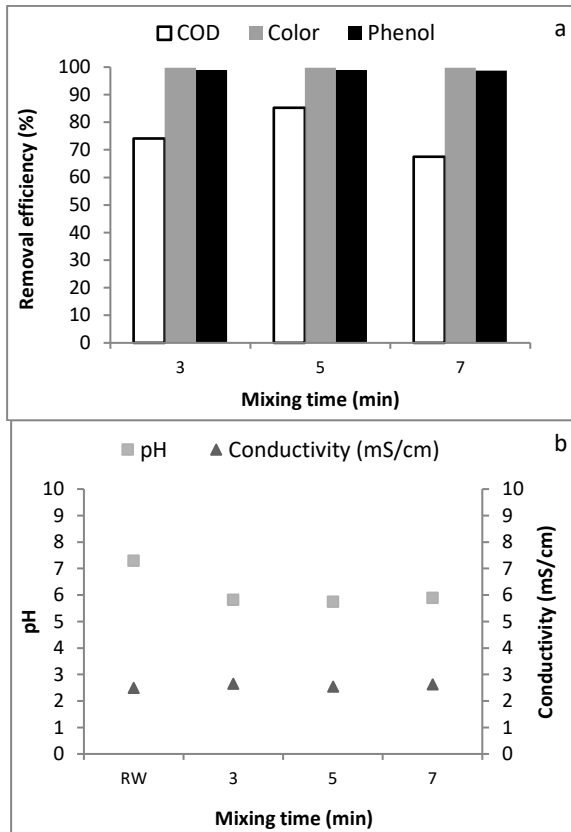 COD Color Phenol a
100
90
80
70
60
50
40
30
20
10
0
Removal efficiency (%)
3 5 7
Mixing time (min)
pH Conductivity (mS/cm) b
10 10
9 9
8 8
7 7
6 6
5 5
4 4
3 3
2 2
1 1
0 0
pH
Conductivity (mS/cm)
RW 3 5 7
Mixing time (min)